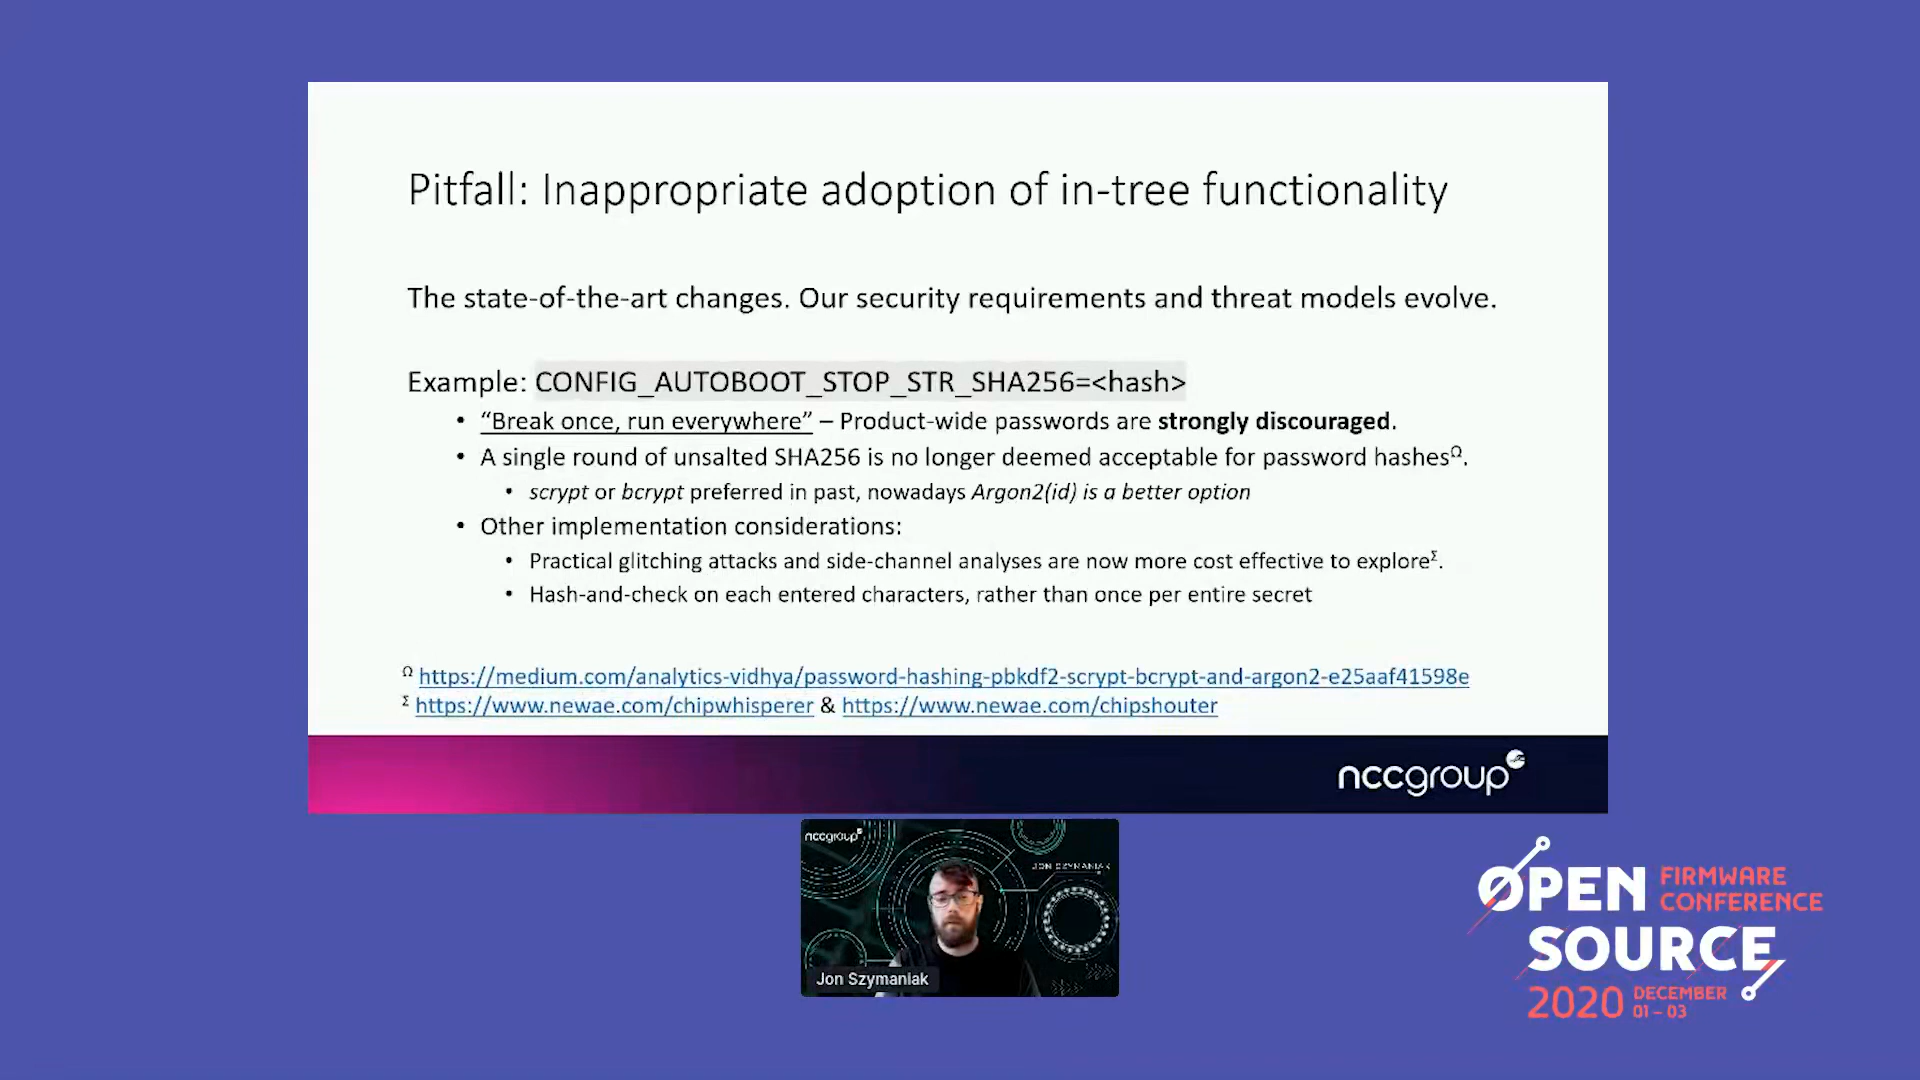 Pitfall: Inappropriate adoption of in-tree functionality
The state-of-the-art changes. Our security requirements and threat models evolve.
Example: CONFIG_AUTOBOOT_STOP_STR_SHA256=<hash>
• “Break once, run everywhere” – Product-wide passwords are strongly discouraged.
• A single round of unsalted SHA256 is no longer deemed acceptable for password hashesΩ.
• scrypt or bcrypt preferred in past, nowadays Argon2(id) is a better option
• Other implementation considerations:
• Practical glitching attacks and side-channel analyses are now more cost effective to exploreΣ.
• Hash-and-check on each entered characters, rather than once per entire secret
Ω https://medium.com/analytics-vidhya/password-hashing-pbkdf2-scrypt-bcrypt-and-argon2-e25aaf41598e
Σ https://www.newae.com/chipwhisperer & https://www.newae.com/chipshouter
nccgroup
nccgroup
JON SZYMANIAK
Jon Szymaniak
OPEN FIRMWARE
CONFERENCE
SOURCE
2020 DECEMBER
01 – 03